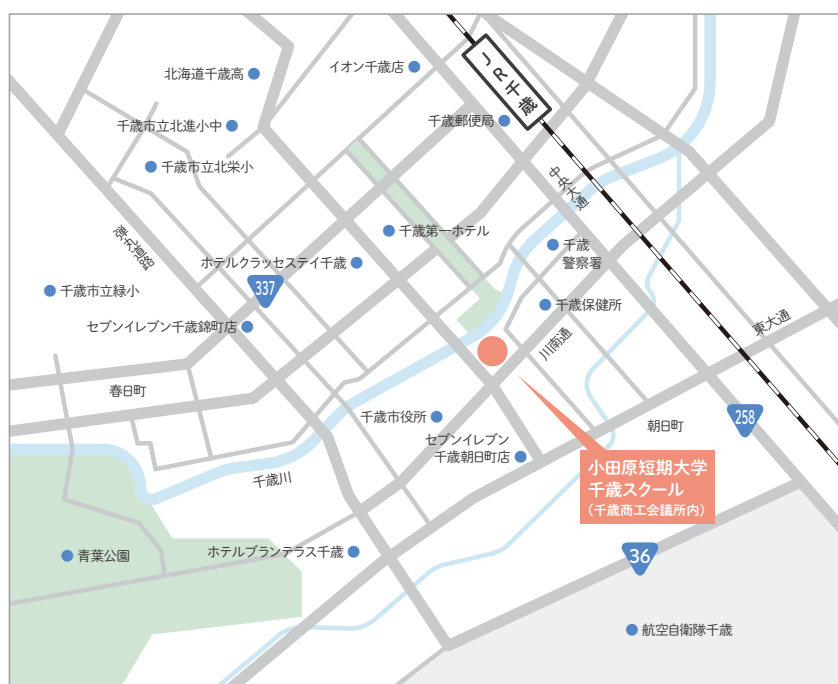 JR千歳
イオン千歳店
北海道千歳高
千歳郵便局
千歳市立北進小中
千歳市立北栄小
中央大通
弾丸道路
千歳第一ホテル
千歳
警察署
ホテルクラッセステイ千歳
337
千歳市立緑小
千歳保健所
セブンイレブン千歳錦町店
東大通
川南通
春日町
千歳市役所
258
朝日町
セブンイレブン
千歳朝日町店
千歳川
小田原短期大学
千歳スクール
(千歳商工会議所内)
青葉公園
ホテルグランテラス千歳
36
航空自衛隊千歳